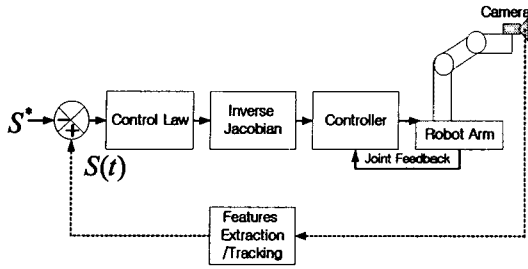 Camera
S*
-
+
S(t)
Control Law
Inverse
Jacobian
Controller
Robot Arm
Joint Feedback
Features
Extraction
/Tracking